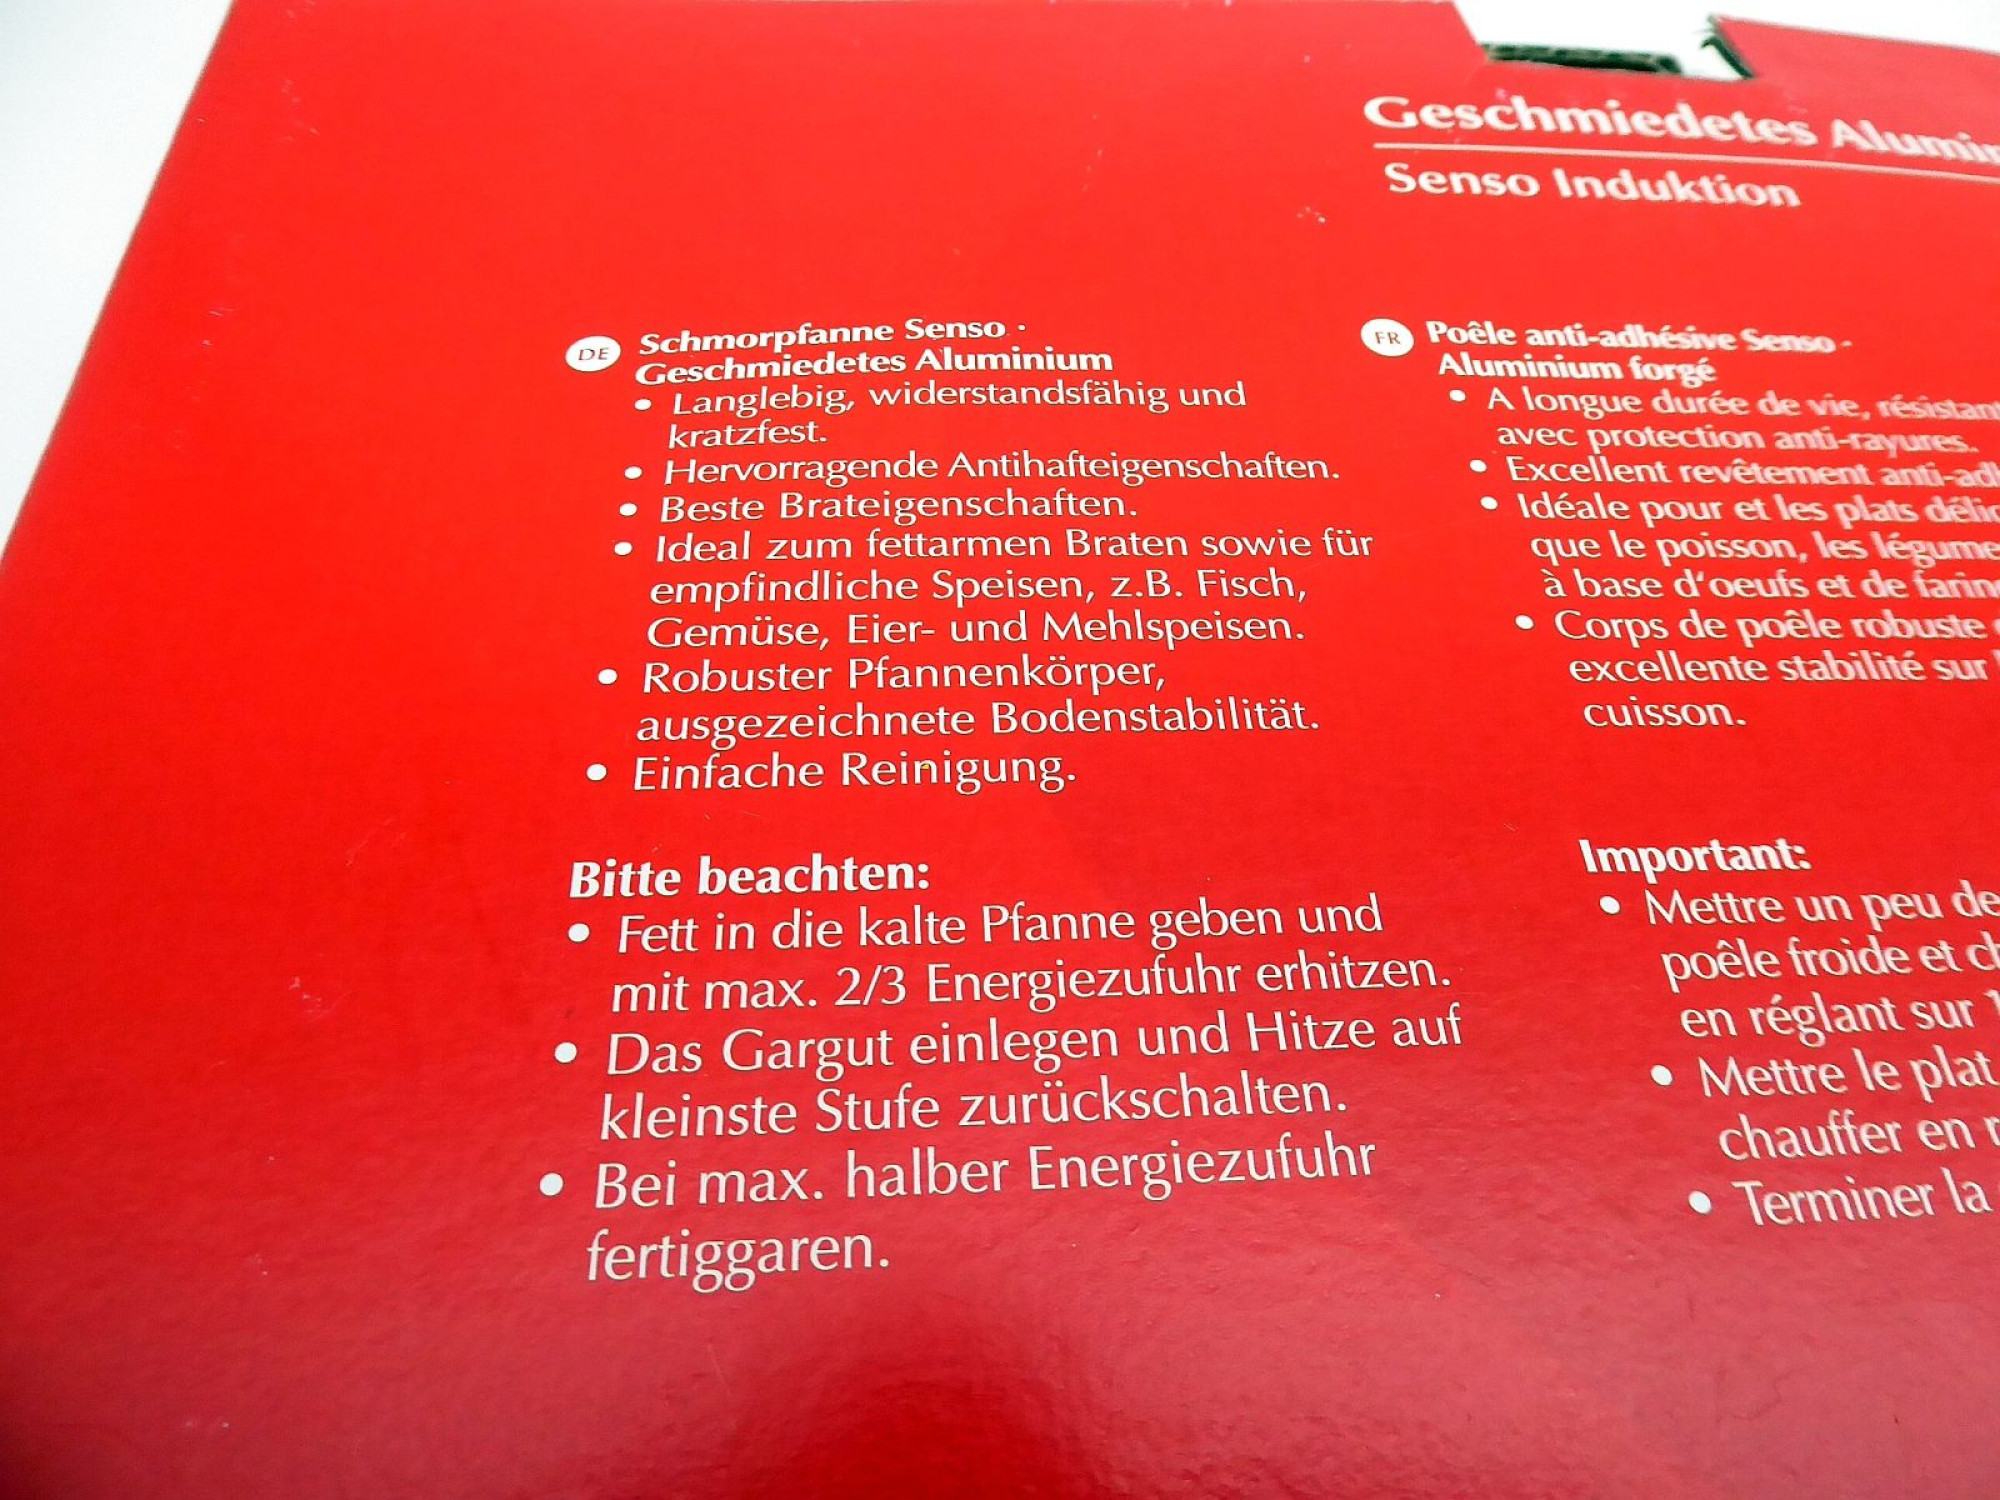 Geschmiedetes
Senso Induktion
DE
Schmorpfanne Senso ·
Geschmiedetes Aluminium
• Langlebig, widerstandsfähig und
kratzfest.
• Hervorragende Antihafteigenschaften.
• Beste Brateigenschaften.
• Ideal zum fettarmen Braten sowie für
empfindliche Speisen, z.B. Fisch,
Gemüse, Eier- und Mehlspeisen.
• Robuster Pfannenkörper,
ausgezeichnete Bodenstabilität.
• Einfache Reinigung.
Bitte beachten:
• Fett in die kalte Pfanne geben und
mit max. 2/3 Energiezufuhr erhitzen.
• Das Gargut einlegen und Hitze auf
kleinste Stufe zurückschalten.
• Bei max. halber Energiezufuhr
fertiggaren.
FR
Poêle anti-adhésive Senso -
Aluminium forgé
• A longue durée de vie,
avec protection anti-rayures.
• Excellent revêtement
• Idéale pour et les plats
que le poisson, les
à base d'oeufs et de
• Corps de poêle robuste
excellente stabilité sur
cuisson.
Important:
• Mettre un peu de
poêle froide et
en réglant sur
• Mettre le plat
chauffer en
• Terminer la